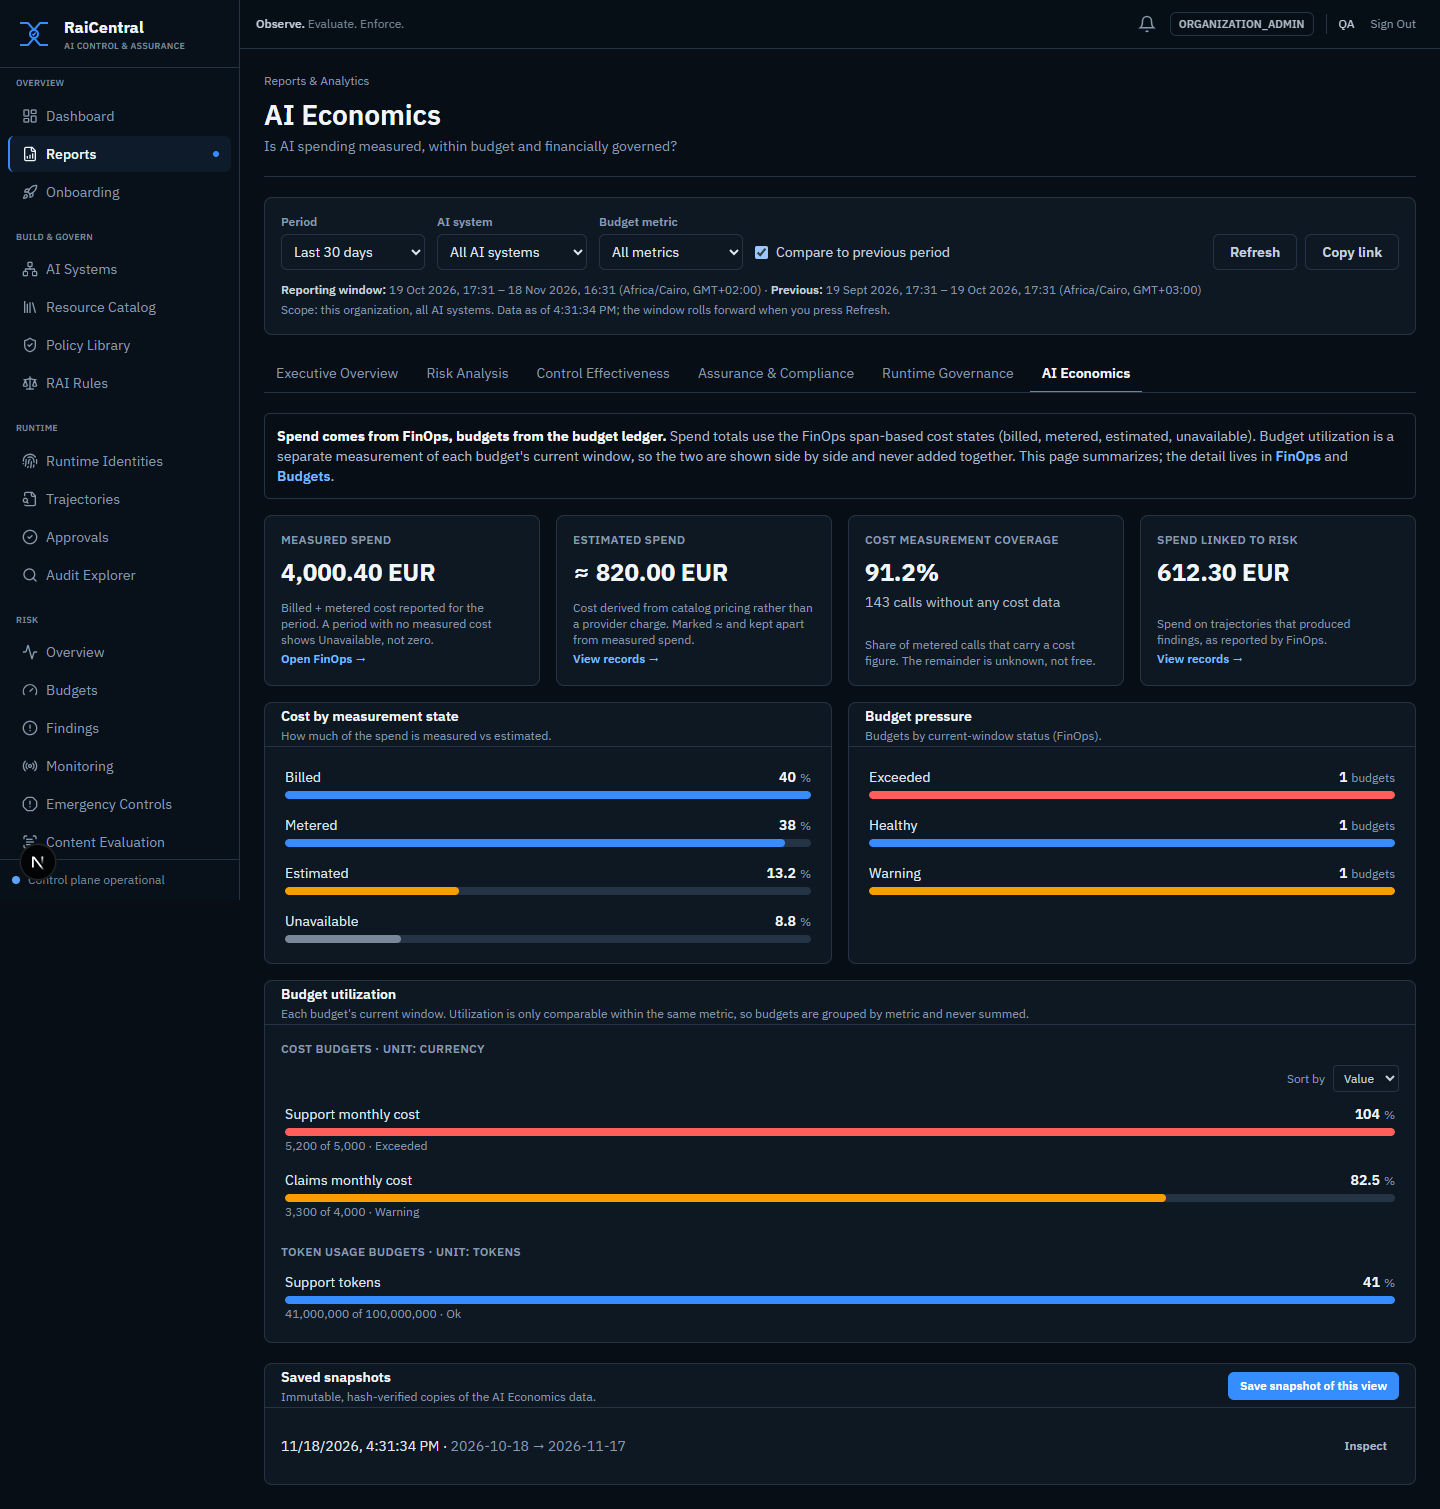 RaiCentral
AI CONTROL & ASSURANCE
OVERVIEW
Dashboard
Reports
Onboarding
BUILD & GOVERN
AI Systems
Resource Catalog
Policy Library
RAI Rules
RUNTIME
Runtime Identities
Trajectories
Approvals
Audit Explorer
RISK
Overview
Budgets
Findings
Monitoring
Emergency Controls
Content Evaluation
N
Control plane operational
Observe. Evaluate. Enforce.
ORGANIZATION_ADMIN
QA
Sign Out
Reports & Analytics
AI Economics
Is AI spending measured, within budget and financially governed?
Period
AI system
Budget metric
Last 30 days
All AI systems
All metrics
Compare to previous period
Refresh
Copy link
Reporting window: 19 Oct 2026, 17:31 – 18 Nov 2026, 16:31 (Africa/Cairo, GMT+02:00) · Previous: 19 Sept 2026, 17:31 – 19 Oct 2026, 17:31 (Africa/Cairo, GMT+03:00)
Scope: this organization, all AI systems. Data as of 4:31:34 PM; the window rolls forward when you press Refresh.
Executive Overview
Risk Analysis
Control Effectiveness
Assurance & Compliance
Runtime Governance
AI Economics
Spend comes from FinOps, budgets from the budget ledger. Spend totals use the FinOps span-based cost states (billed, metered, estimated, unavailable). Budget utilization is a
separate measurement of each budget's current window, so the two are shown side by side and never added together. This page summarizes; the detail lives in FinOps and
Budgets.
MEASURED SPEND
4,000.40 EUR
Billed + metered cost reported for the
period. A period with no measured cost
shows Unavailable, not zero.
Open FinOps →
ESTIMATED SPEND
≈ 820.00 EUR
Cost derived from catalog pricing rather than
a provider charge. Marked ≈ and kept apart
from measured spend.
View records →
COST MEASUREMENT COVERAGE
91.2%
143 calls without any cost data
Share of metered calls that carry a cost
figure. The remainder is unknown, not free.
SPEND LINKED TO RISK
612.30 EUR
Spend on trajectories that produced
findings, as reported by FinOps.
View records →
Cost by measurement state
How much of the spend is measured vs estimated.
Billed 40 %
Metered 38 %
Estimated 13.2 %
Unavailable 8.8 %
Budget pressure
Budgets by current-window status (FinOps).
Exceeded 1 budgets
Healthy 1 budgets
Warning 1 budgets
Budget utilization
Each budget's current window. Utilization is only comparable within the same metric, so budgets are grouped by metric and never summed.
COST BUDGETS · UNIT: CURRENCY
Sort by Value
Support monthly cost 104 %
5,200 of 5,000 · Exceeded
Claims monthly cost 82.5 %
3,300 of 4,000 · Warning
TOKEN USAGE BUDGETS · UNIT: TOKENS
Support tokens 41 %
41,000,000 of 100,000,000 · Ok
Saved snapshots
Immutable, hash-verified copies of the AI Economics data.
Save snapshot of this view
11/18/2026, 4:31:34 PM · 2026-10-18 → 2026-11-17
Inspect